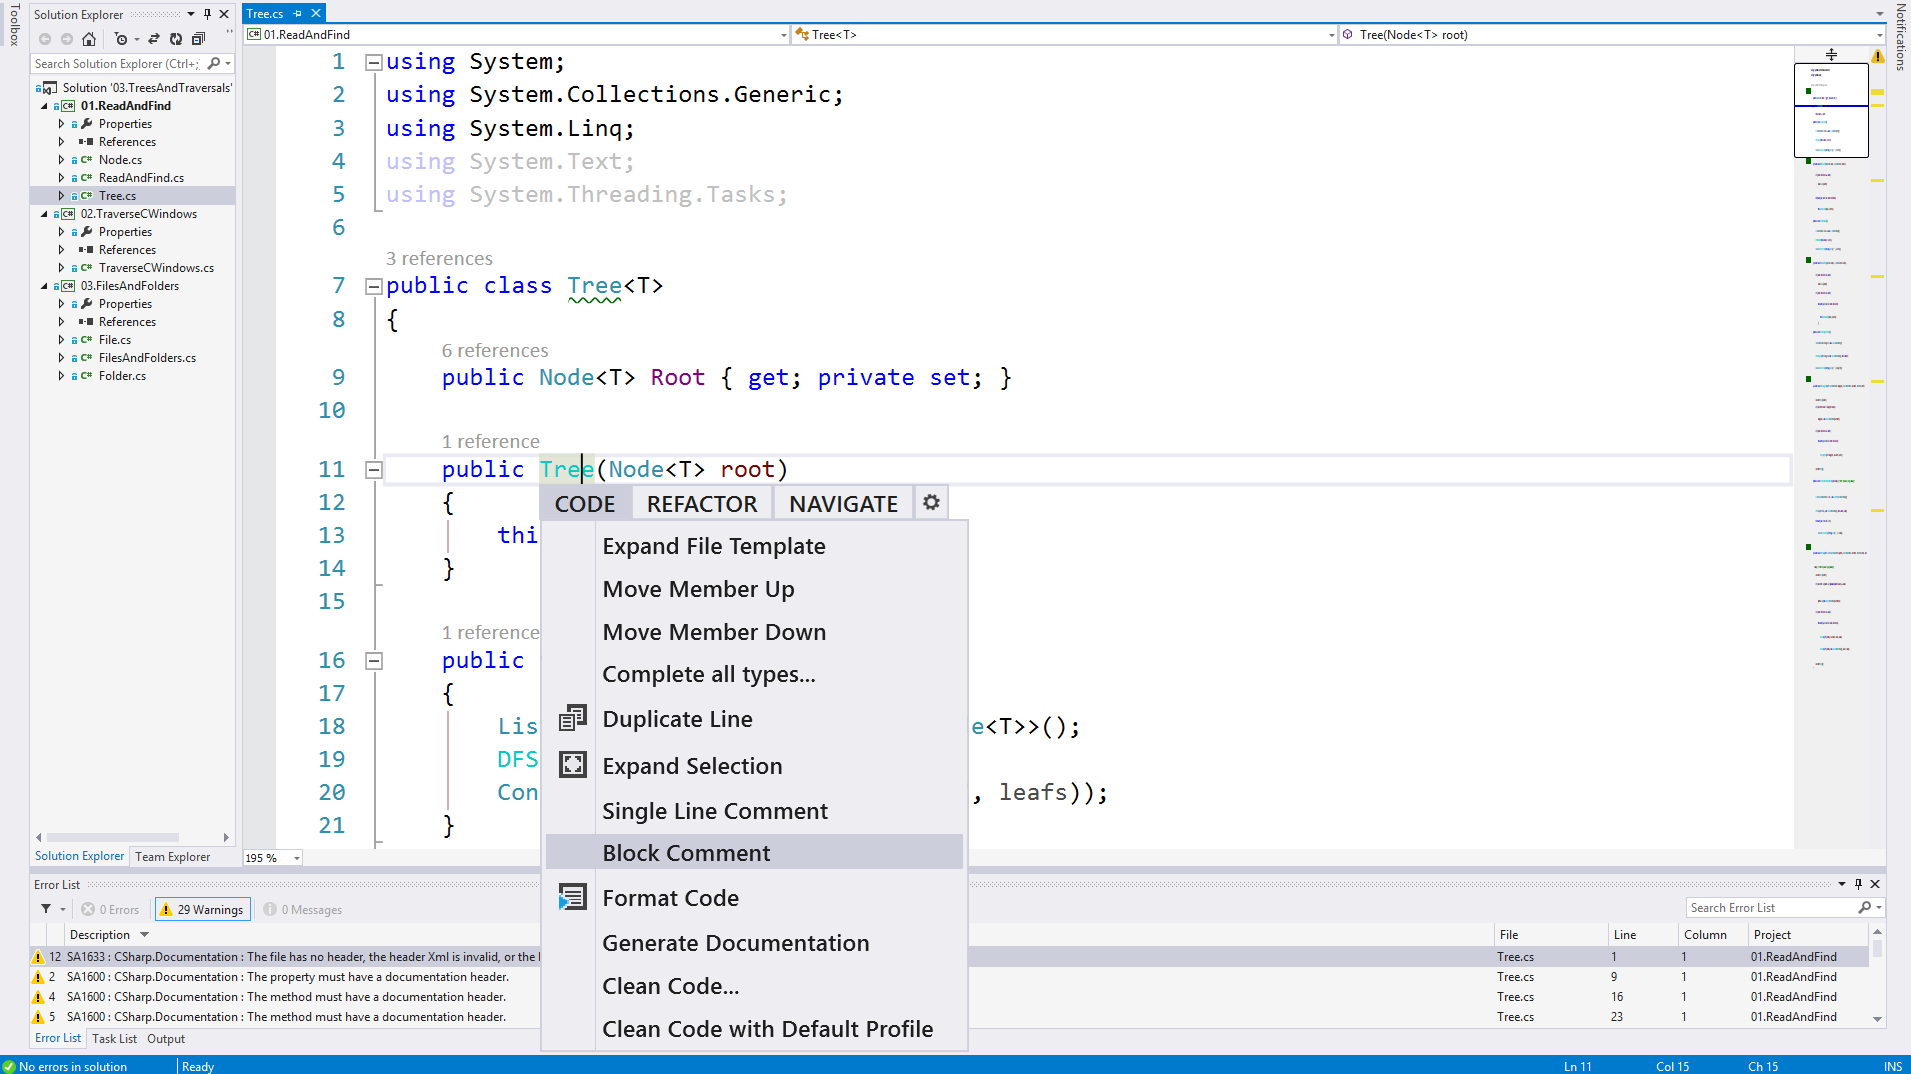 Toolbox
Solution Explorer
Search Solution Explorer (Ctrl+;
Solution '03.TreesAndTraversals'
01.ReadAndFind
Properties
References
Node.cs
ReadAndFind.cs
Tree.cs
02.TraverseCWindows
Properties
References
TraverseCWindows.cs
03.FilesAndFolders
Properties
References
File.cs
FilesAndFolders.cs
Folder.cs
Solution Explorer Team Explorer
Tree.cs
01.ReadAndFind Tree<T> Tree(Node<T> root)
Notifications
1 using System;
2 using System.Collections.Generic;
3 using System.Linq;
4 using System.Text;
5 using System.Threading.Tasks;
6
3 references
7 public class Tree<T>
8 {
6 references
9 public Node<T> Root { get; private set; }
10
1 reference
11 public Tree(Node<T> root)
12 {
13 thi
14 }
15
1 reference
16 public
17 {
18 Lis e<T>>();
19 DFS
20 Con , leafs));
21 }
195 %
CODE REFACTOR NAVIGATE
Expand File Template
Move Member Up
Move Member Down
Complete all types...
Duplicate Line
Expand Selection
Single Line Comment
Block Comment
Format Code
Generate Documentation
Clean Code...
Clean Code with Default Profile
Error List
0 Errors 29 Warnings 0 Messages
Search Error List
Description File Line Column Project
12 SA1633 : CSharp.Documentation : The file has no header, the header Xml is invalid, or the Tree.cs 1 1 01.ReadAndFind
2 SA1600 : CSharp.Documentation : The property must have a documentation header. Tree.cs 9 1 01.ReadAndFind
4 SA1600 : CSharp.Documentation : The method must have a documentation header. Tree.cs 16 1 01.ReadAndFind
5 SA1600 : CSharp.Documentation : The method must have a documentation header. Tree.cs 23 1 01.ReadAndFind
Error List Task List Output
No errors in solution Ready Ln 11 Col 15 Ch 15 INS